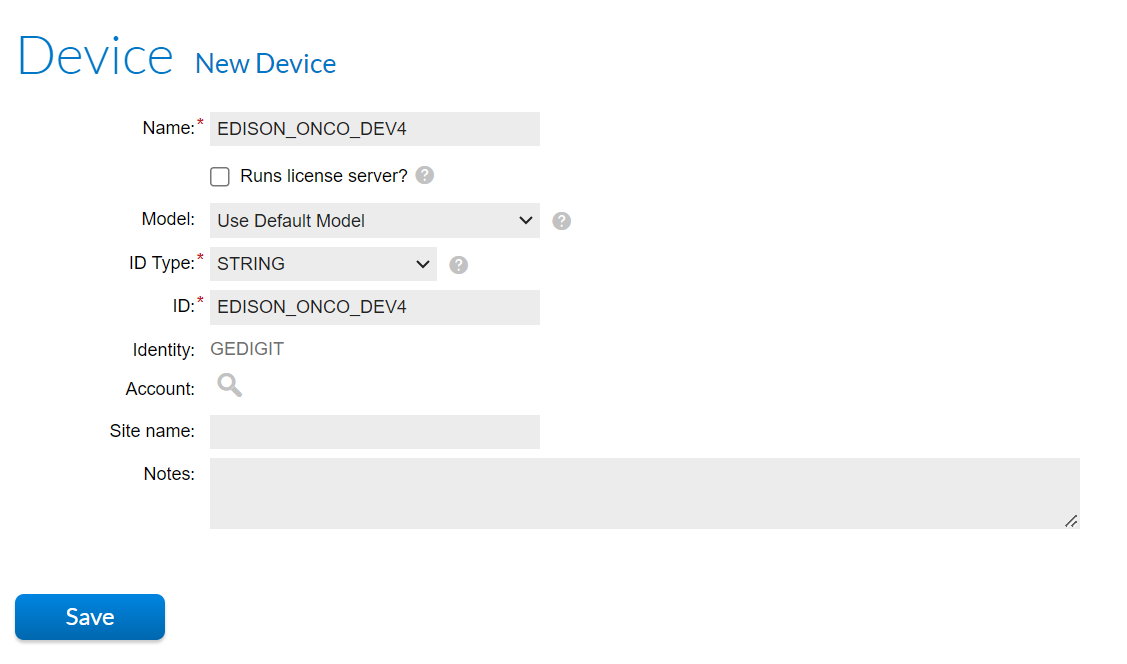 Device New Device
Name:* EDISON_ONCO_DEV4
Runs license server? ?
Model: Use Default Model ?
ID Type:* STRING ?
ID:* EDISON_ONCO_DEV4
Identity: GEDIGIT
Account:
Site name:
Notes:
Save